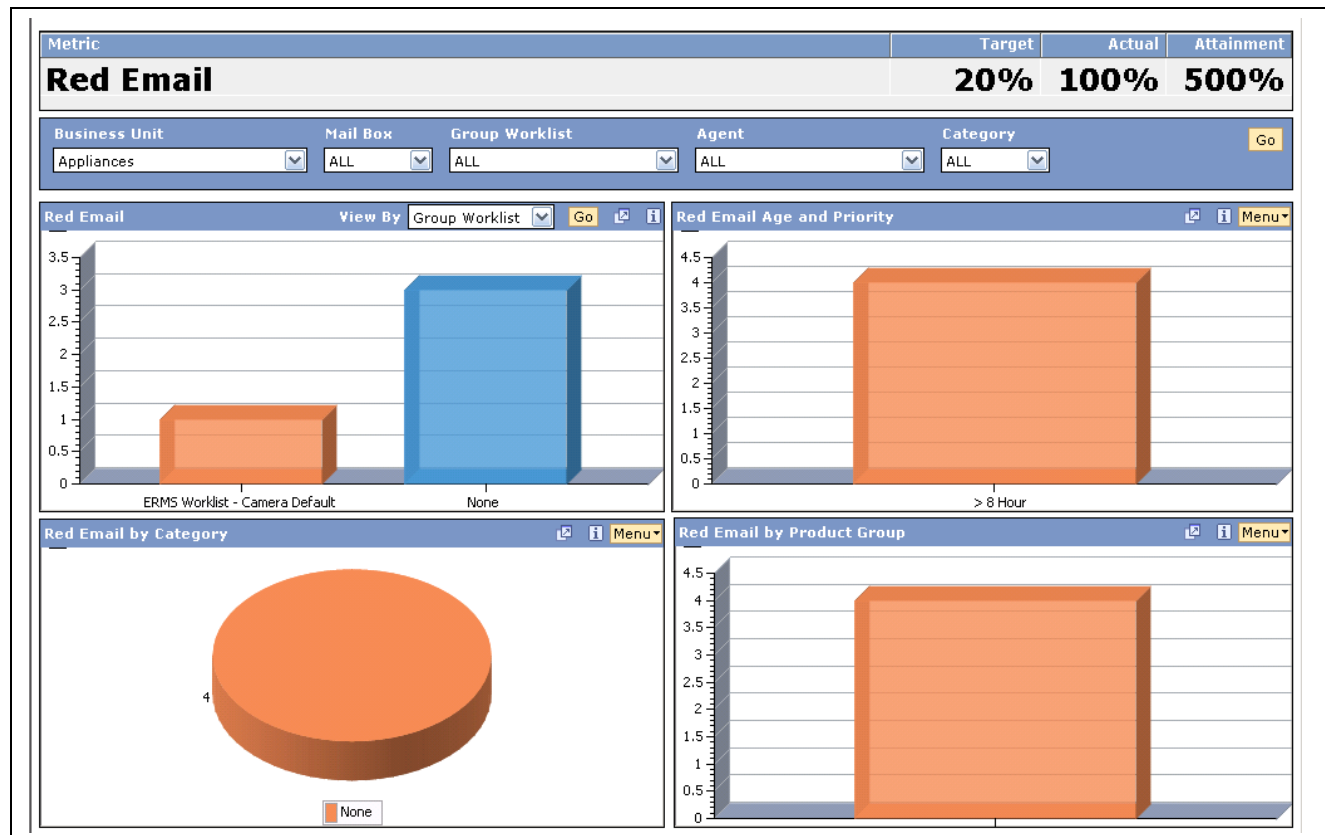 Metric Target Actual Attainment
Red Email 20% 100% 500%
Business Unit Mail Box Group Worklist Agent Category
Appliances ALL ALL ALL ALL Go
Red Email View By Group Worklist Go i
3.5
3
2.5
2
1.5
1
0.5
0
ERMS Worklist - Camera Default None
Red Email Age and Priority i Menu
4.5
4
3.5
3
2.5
2
1.5
1
0.5
0
> 8 Hour
Red Email by Category i Menu
4
None
Red Email by Product Group i Menu
4.5
4
3.5
3
2.5
2
1.5
1
0.5
0